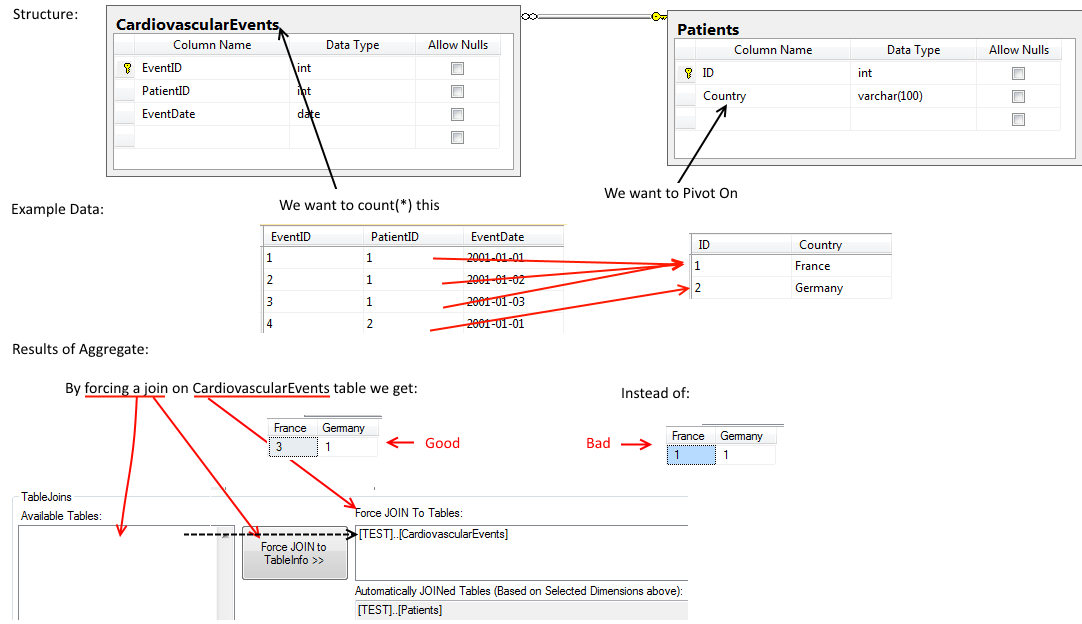 Structure:
CardiovascularEvents
Column Name Data Type Allow Nulls
EventID int
PatientID int
EventDate date
Patients
Column Name Data Type Allow Nulls
ID int
Country varchar(100)
We want to count(*) this
We want to Pivot On
Example Data:
EventID PatientID EventDate
1 1 2001-01-01
2 1 2001-01-02
3 1 2001-01-03
4 2 2001-01-01
ID Country
1 France
2 Germany
Results of Aggregate:
By forcing a join on CardiovascularEvents table we get:
Instead of:
France Germany
3 1
Good
Bad
France Germany
1 1
TableJoins
Available Tables:
Force JOIN to
TableInfo >>
Force JOIN To Tables:
[TEST]..[CardiovascularEvents]
Automatically JOINed Tables (Based on Selected Dimensions above):
[TEST]..[Patients]